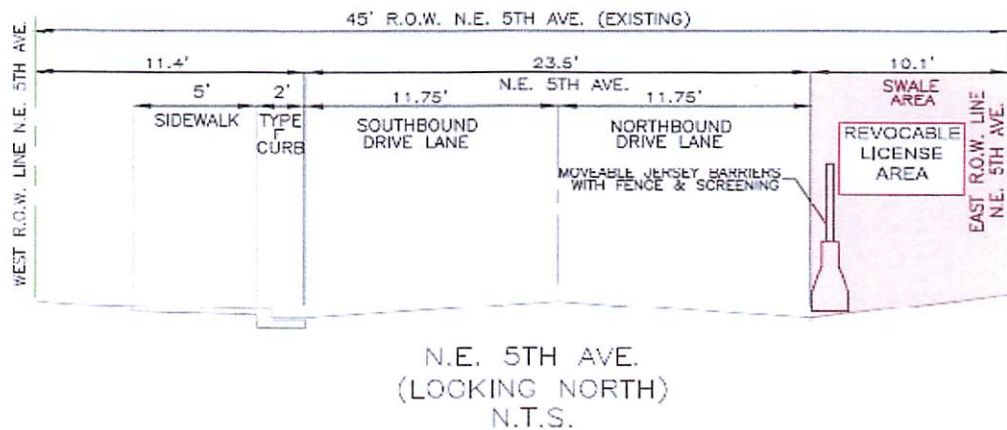 45' R.O.W. N.E. 5TH AVE. (EXISTING)
WEST R.O.W. LINE N.E. 5TH AVE.
11.4'
23.5'
10.1'
N.E. 5TH AVE.
5'
2'
11.75'
11.75'
SIDEWALK
TYPE
F
CURB
SOUTHBOUND
DRIVE LANE
NORTHBOUND
DRIVE LANE
MOVEABLE JERSEY BARRIERS
WITH FENCE & SCREENING
SWALE
AREA
REVOCABLE
LICENSE
AREA
EAST R.O.W. LINE
N.E. 5TH AVE.
N.E. 5TH AVE.
(LOOKING NORTH)
N.T.S.